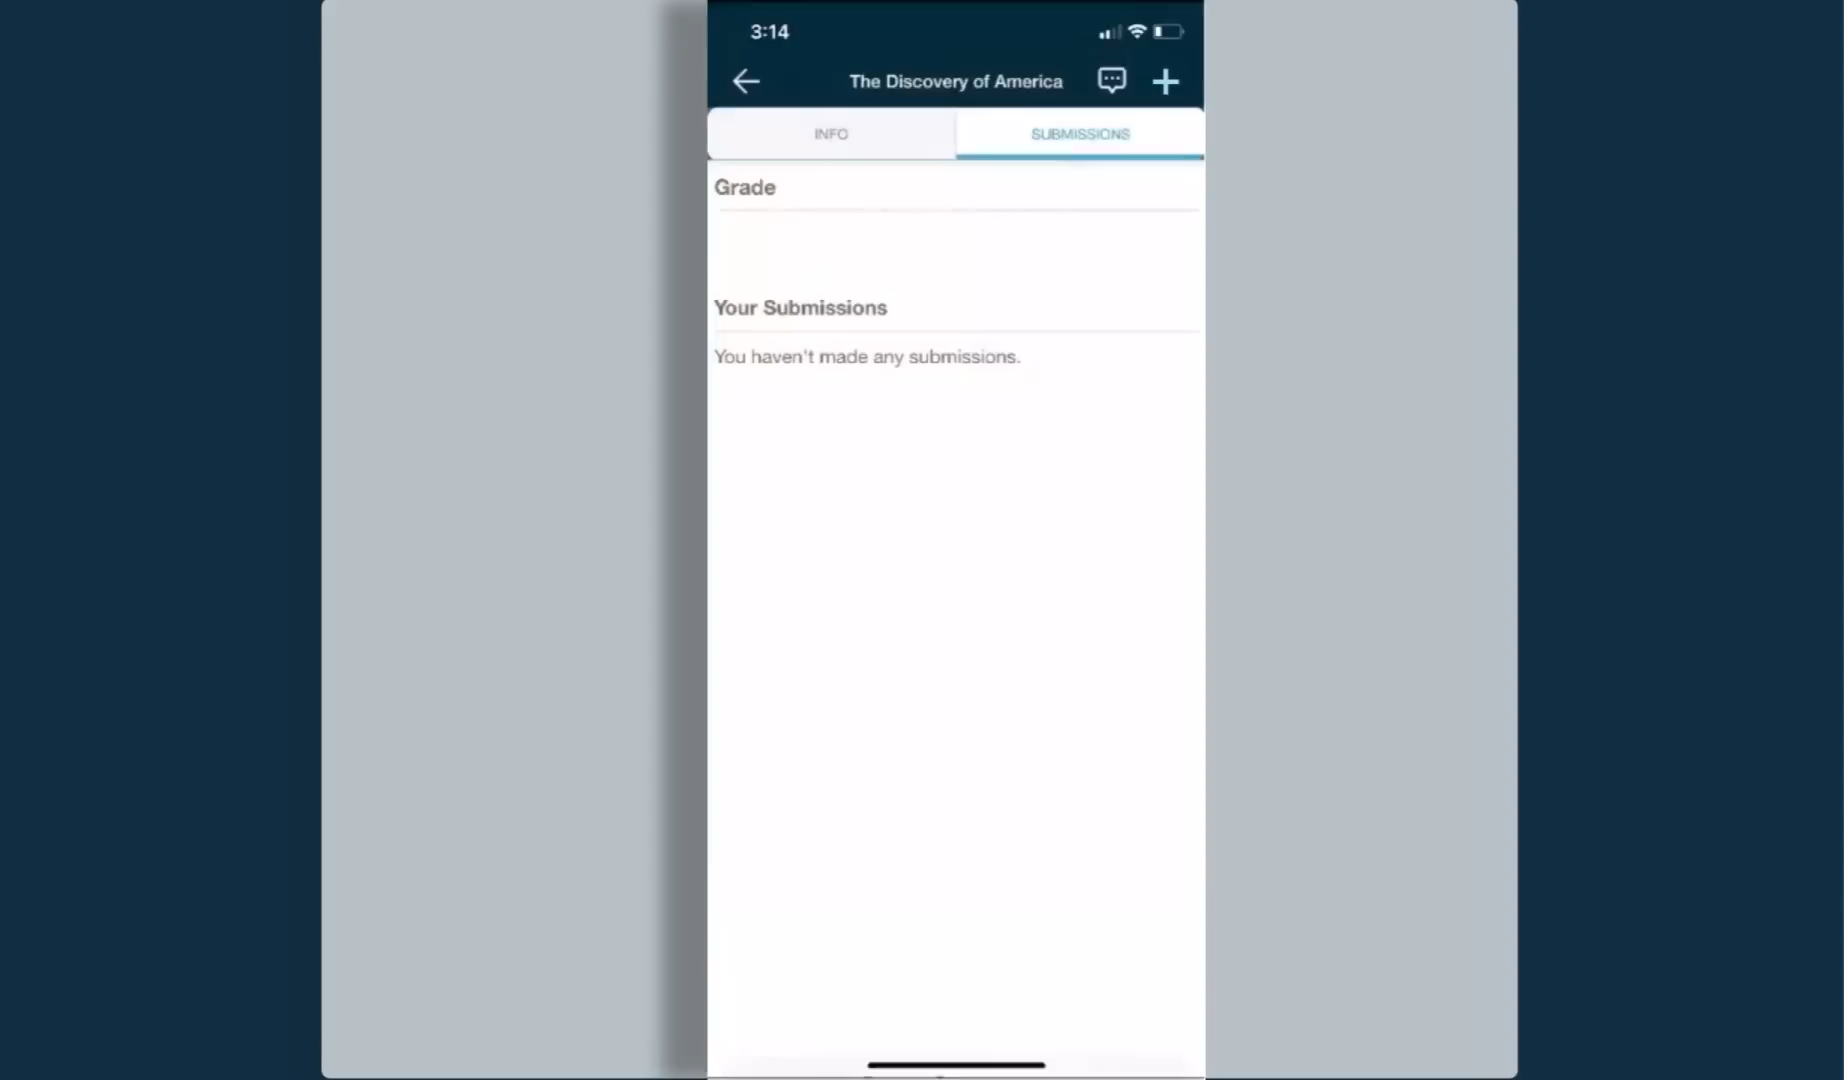 3:14
The Discovery of America
INFO
SUBMISSIONS
Grade
Your Submissions
You haven't made any submissions.